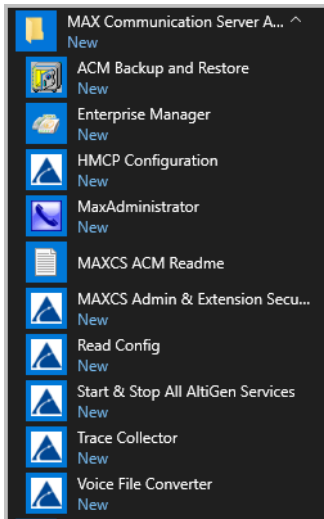 MAX Communication Server A...
New
ACM Backup and Restore
New
Enterprise Manager
New
HMCP Configuration
New
MaxAdministrator
New
MAXCS ACM Readme
MAXCS Admin & Extension Secu...
New
Read Config
New
Start & Stop All AltiGen Services
New
Trace Collector
New
Voice File Converter
New